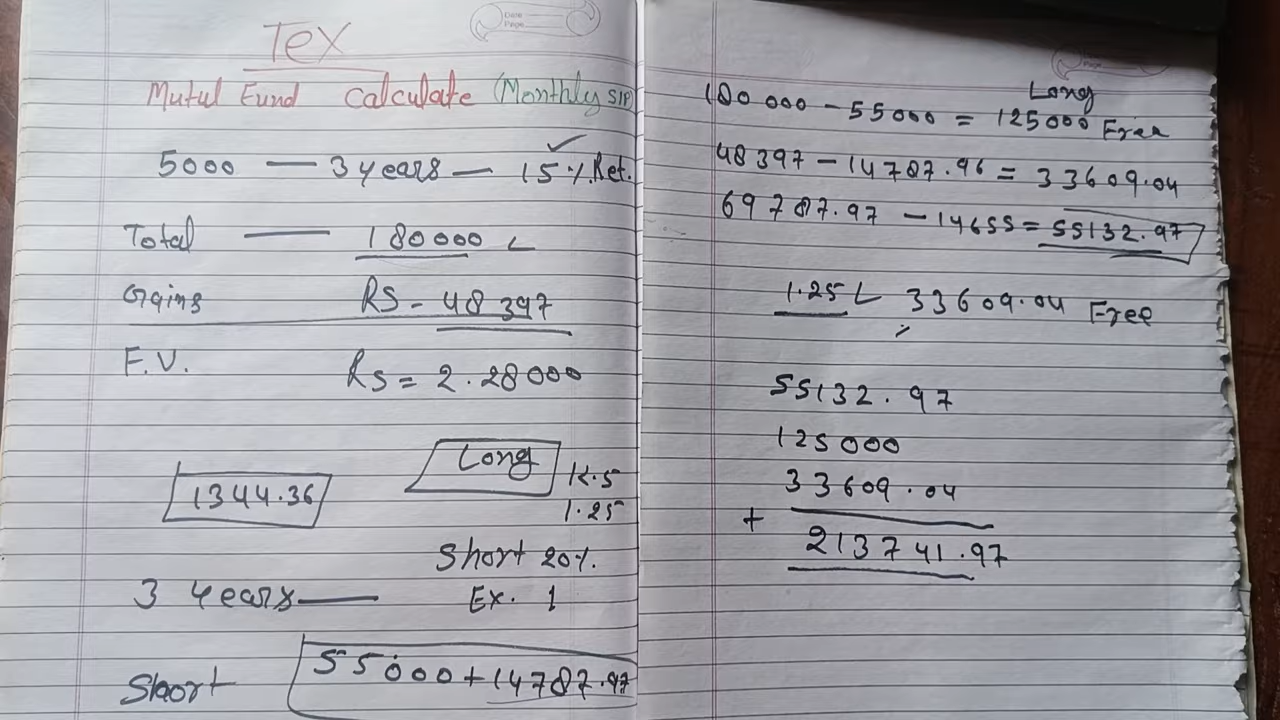 Tex
Date
Page
Mutul Fund Calculate (Monthly SIP)
5000 — 3 years — 15 %. Ret.
Total — 180000 L
Gains RS - 48397
F.V. Rs = 2.28000
Long
1344.36
12.5
1.25
Short 20%.
3 years — Ex. 1
Short 55000 + 14787.97
Long
180000 - 55000 = 125000 Free
48397 - 14787.96 = 33609.04
69787.97 - 14655 = 55132.97
1.25 L 33609.04 Free
55132.97
125000
33609.04
+
213741.97